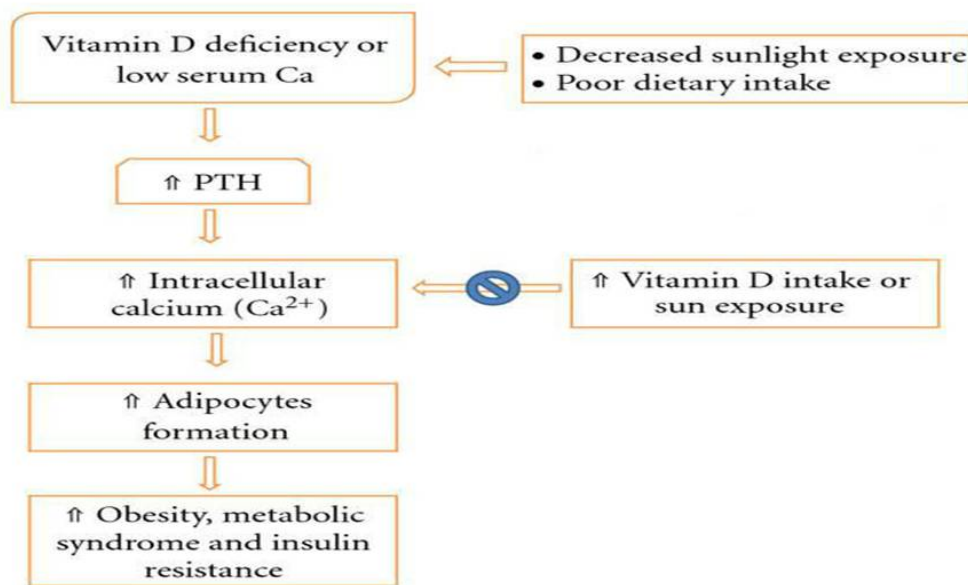 Vitamin D deficiency or
low serum Ca
• Decreased sunlight exposure
• Poor dietary intake
⇑ PTH
⇑ Intracellular
calcium (Ca²⁺)
⇑ Vitamin D intake or
sun exposure
⇑ Adipocytes
formation
⇑ Obesity, metabolic
syndrome and insulin
resistance